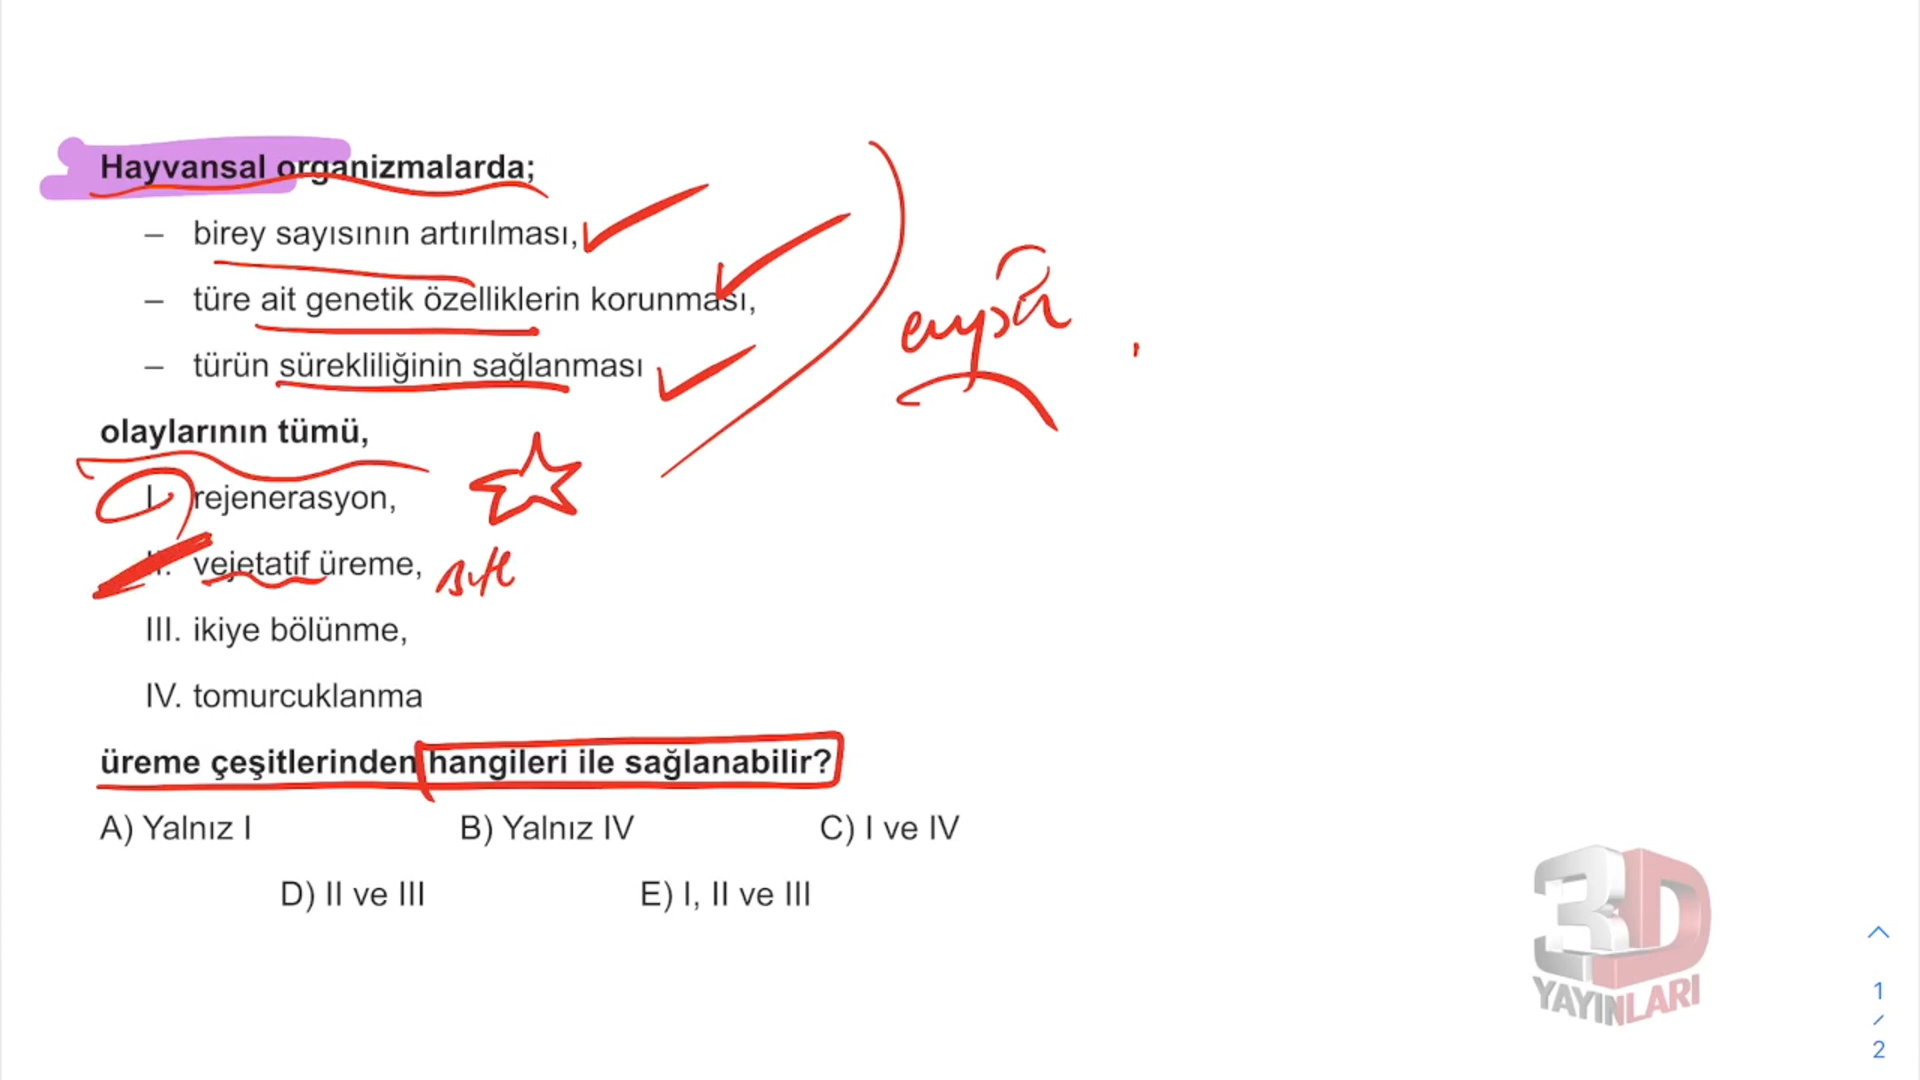 Hayvansal organizmalarda;
– birey sayısının artırılması,
– türe ait genetik özelliklerin korunması,
– türün sürekliliğinin sağlanması
olaylarının tümü,
I. rejenerasyon,
II. vejetatif üreme,
III. ikiye bölünme,
IV. tomurcuklanma
üreme çeşitlerinden hangileri ile sağlanabilir?
A) Yalnız I B) Yalnız IV C) I ve IV
D) II ve III E) I, II ve III
3D
YAYINLARI
1
/
2